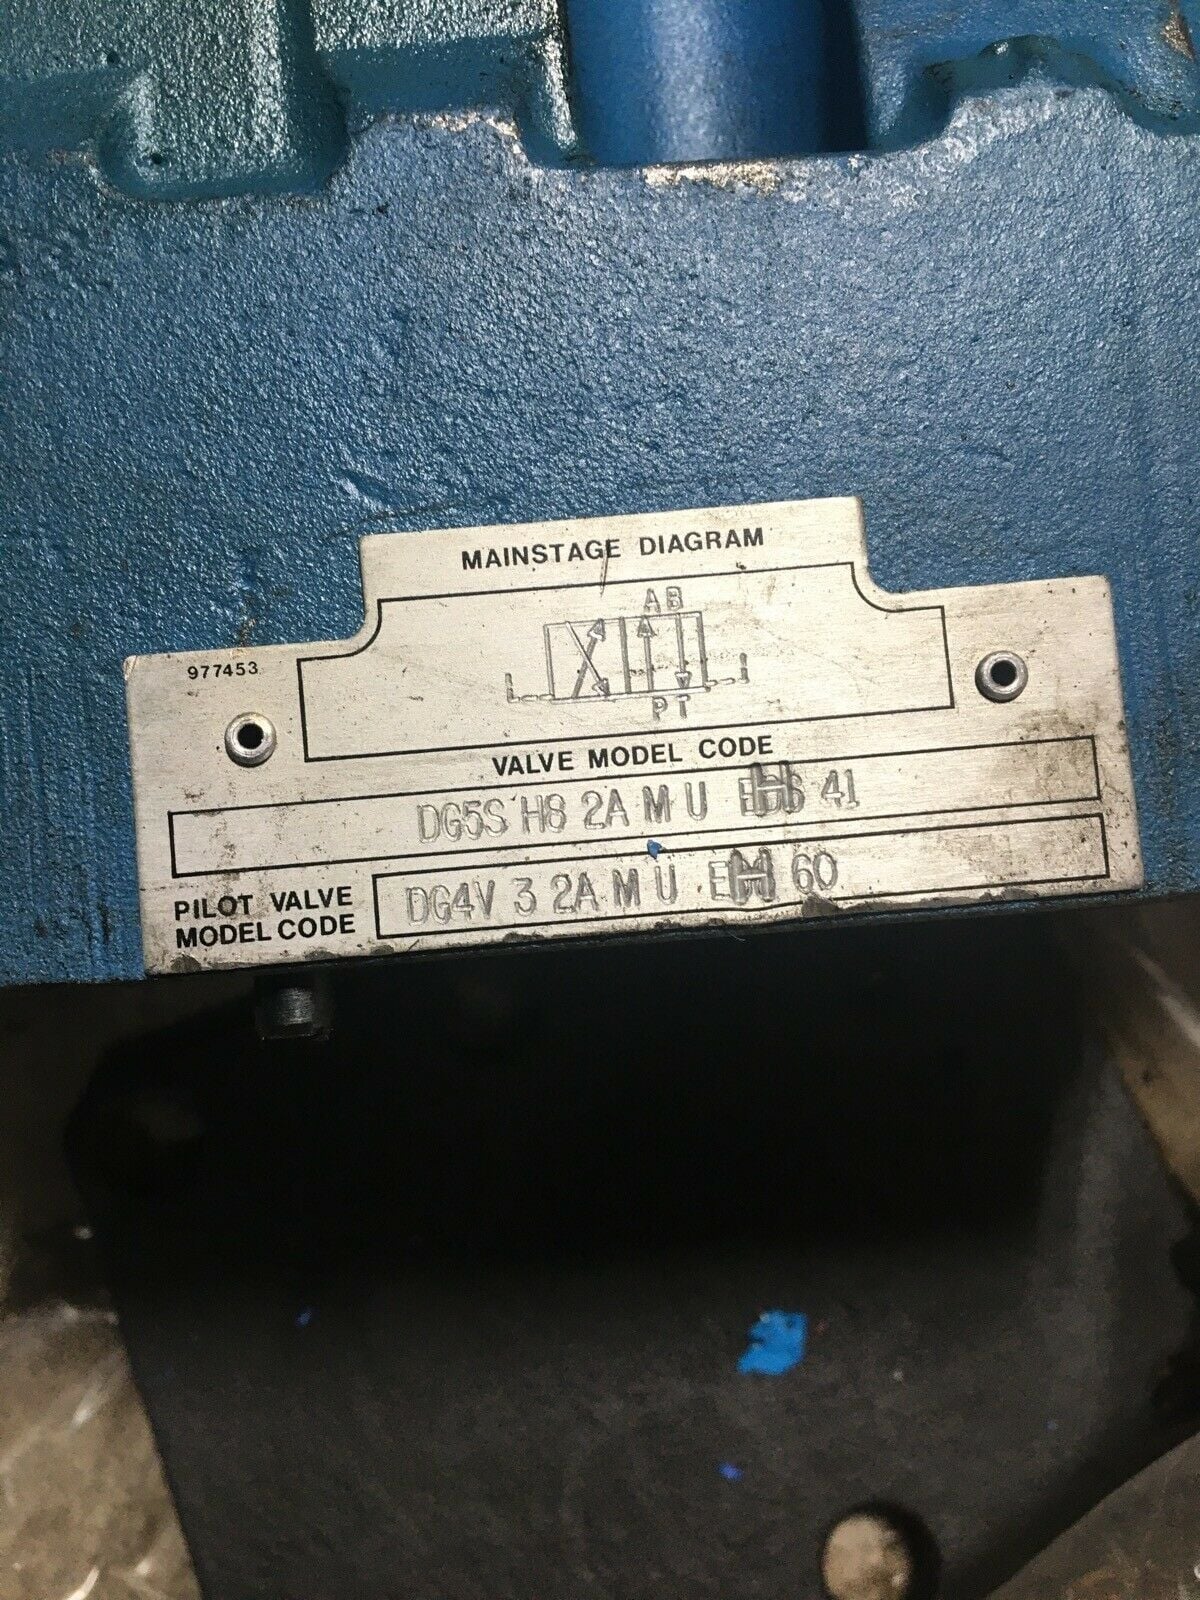 MAINSTAGE DIAGRAM
A B
977453
P T
VALVE MODEL CODE
DG5S H8 2A M U 41
PILOT VALVE
MODEL CODE
DG4V 3 2A M U 60